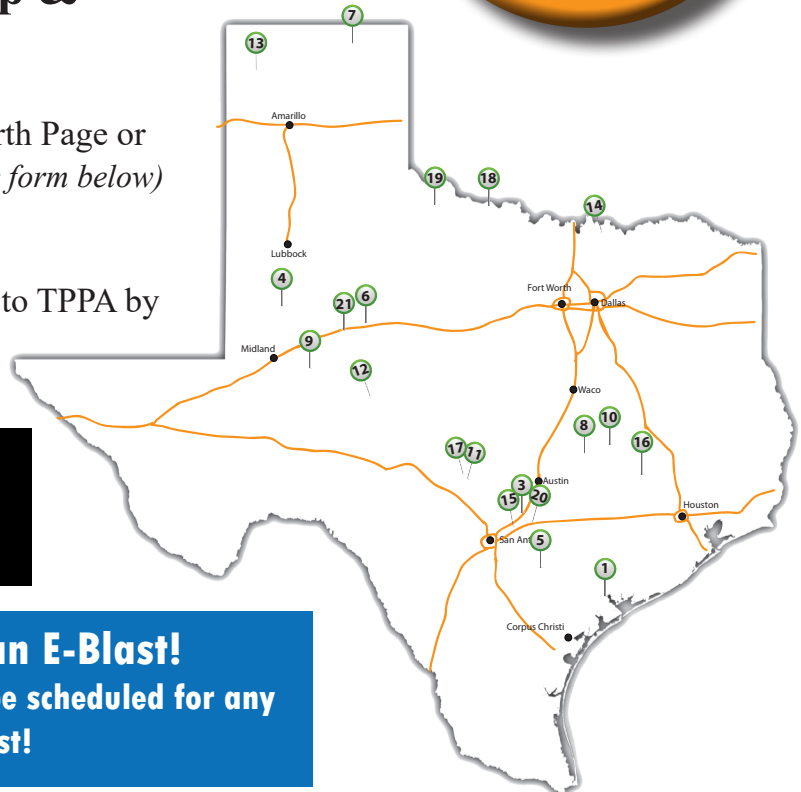 p &
rth Page or
form below)
to TPPA by
an E-Blast!
be scheduled for any
st!
7
13
Amarillo
19
18
14
Lubbock
4
21
6
Fort Worth
Dallas
9
Midland
12
Waco
8
10
16
17
11
3
Austin
15
20
Houston
San Ant
5
1
Corpus Christi